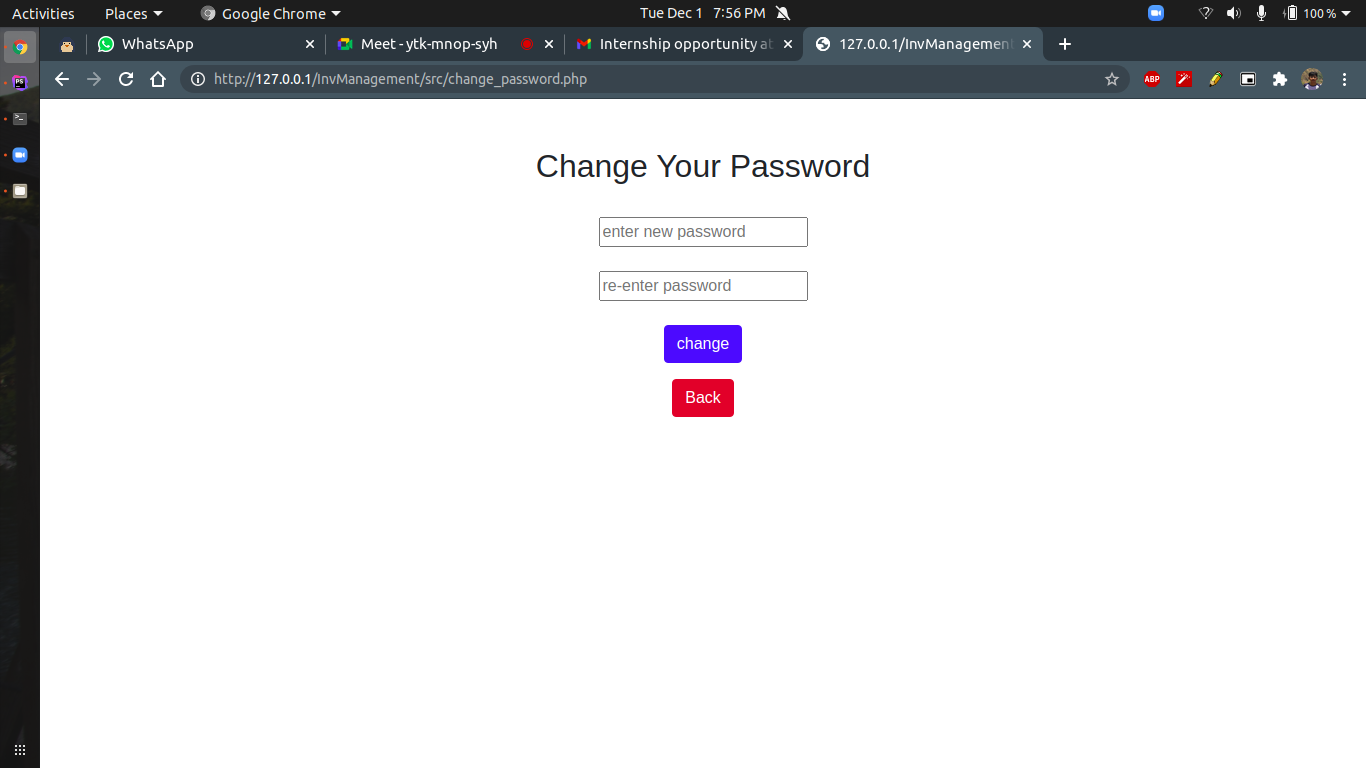 Activities Places Google Chrome Tue Dec 1 7:56 PM 100 %
WhatsApp Meet - ytk-mnop-syh Internship opportunity at 127.0.0.1/InvManagement
http://127.0.0.1/InvManagement/src/change_password.php ABP
PS
Change Your Password
enter new password
re-enter password
change
Back